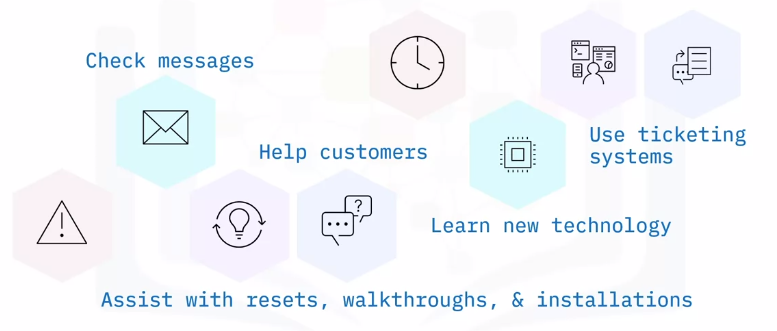 Check messages
Help customers
Use ticketing
systems
Learn new technology
Assist with resets, walkthroughs, & installations